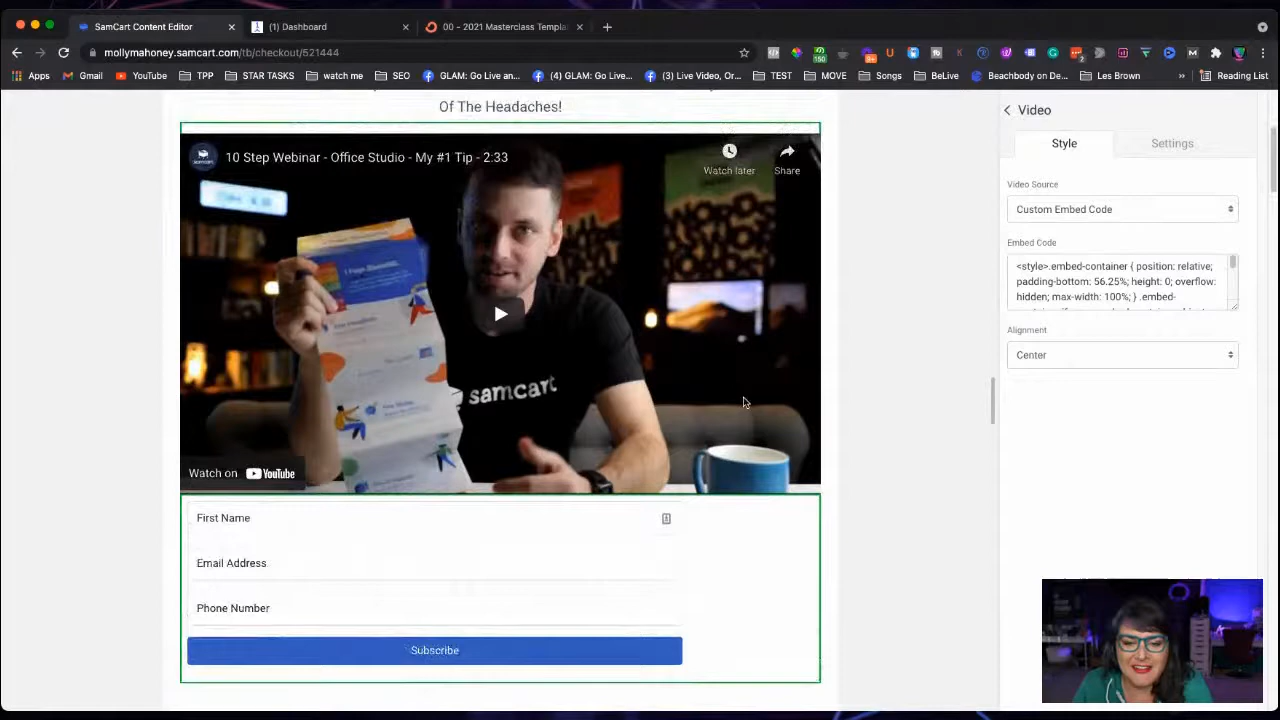 SamCart Content Editor
(1) Dashboard
00 - 2021 Masterclass Templa
mollymahoney.samcart.com/tb/checkout/521444
150
2
Apps
Gmail
YouTube
TPP
STAR TASKS
watch me
SEO
(3) GLAM: Go Live an...
(4) GLAM: Go Live an...
(3) Live Video, Or...
TEST
MOVE
Songs
BeLive
Beachbody on De...
Les Brown
»
Reading List
Of The Headaches!
10 Step Webinar - Office Studio - My #1 Tip - 2:33
Watch later
Share
samcart
Watch on YouTube
First Name
Email Address
Phone Number
Subscribe
Video
Style
Settings
Video Source
Custom Embed Code
Embed Code
<style>.embed-container { position: relative;
padding-bottom: 56.25%; height: 0; overflow:
hidden; max-width: 100%; } .embed-
Alignment
Center